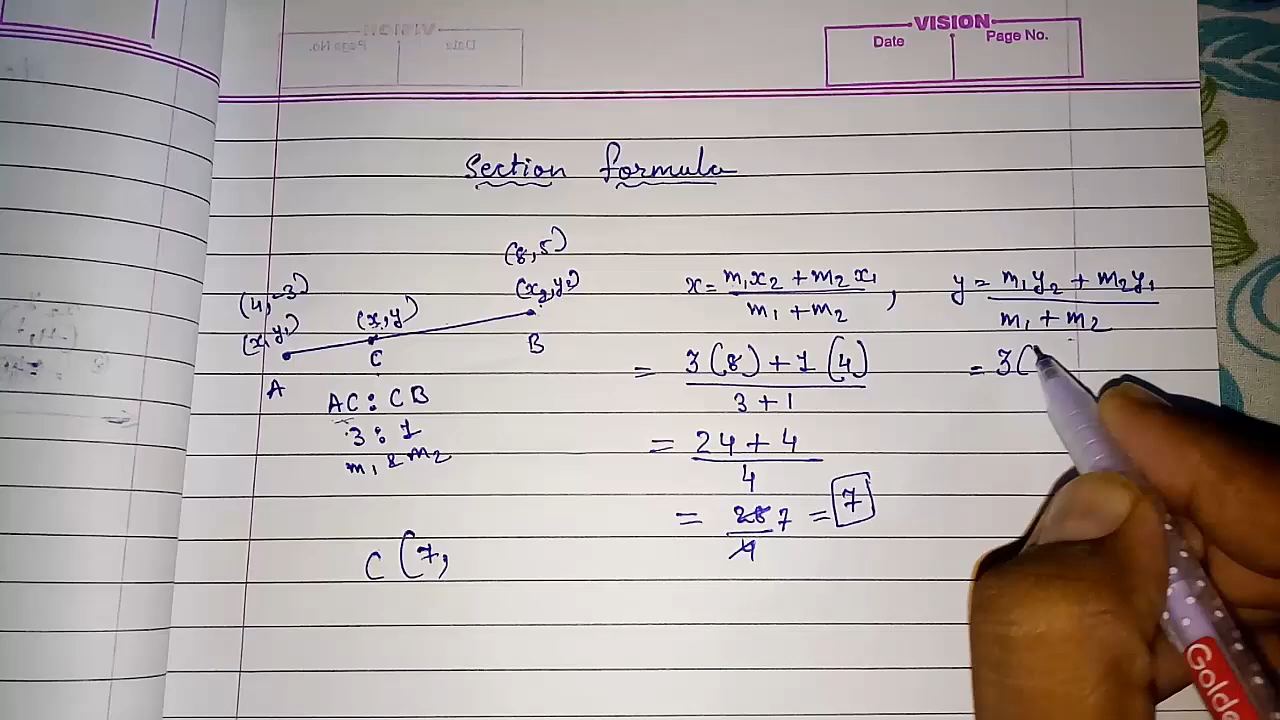 VISION
Date Page No.
Section formula
(8,5)
(4,-3) (x₂,y₂) x = m₁x₂ + m₂x₁ / m₁ + m₂ , y = m₁y₂ + m₂y₁ / m₁ + m₂
(x,y₁) (x,y)
A C B
= 3(8) + 1(4) / 3 + 1 = 3(
AC : CB
3 : 1
m₁ & m₂
= 24 + 4 / 4
= 28 7 / 4 = 7
C (7,
Golde